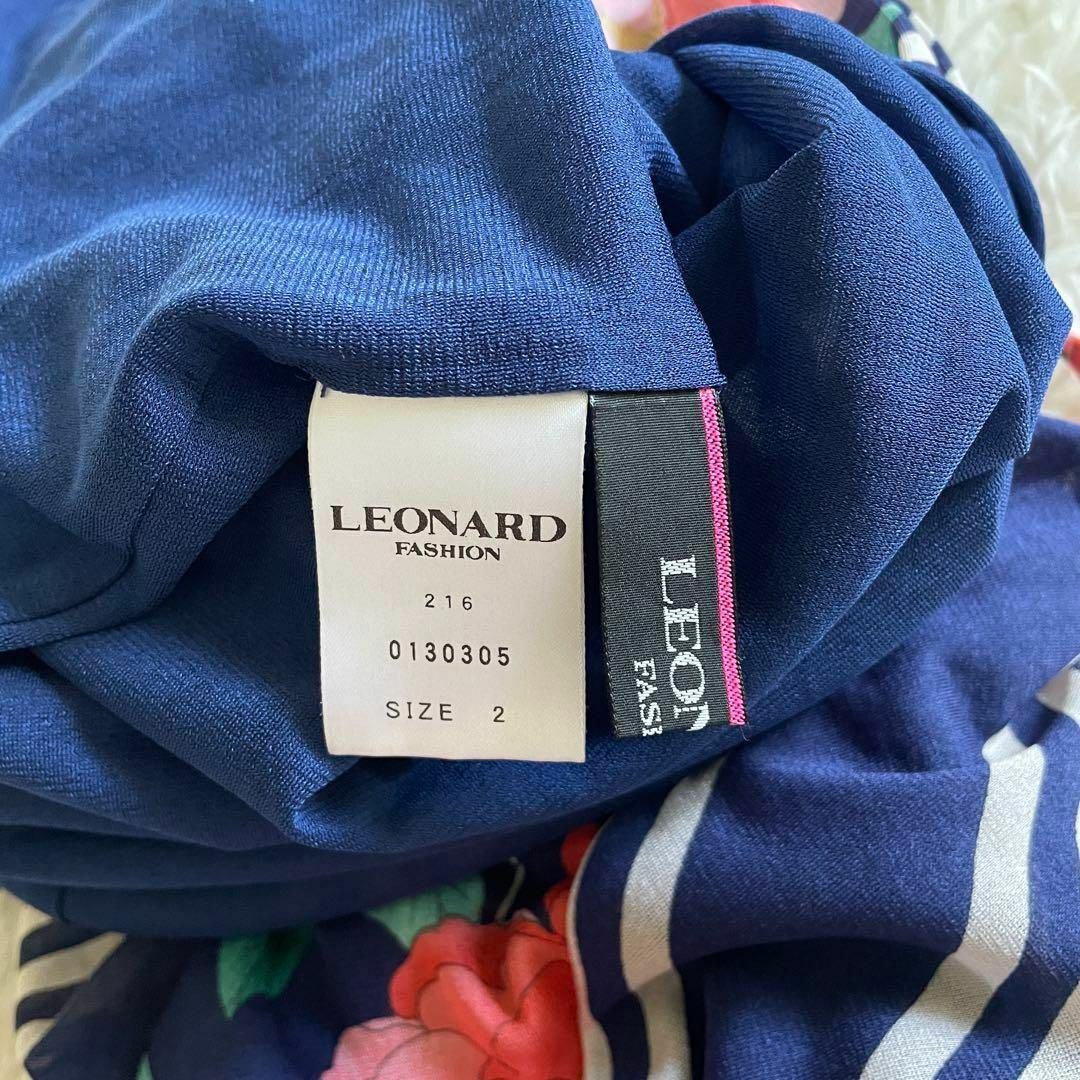 LEONARD
FASHION
216
0130305
SIZE 2
LEON
FAS